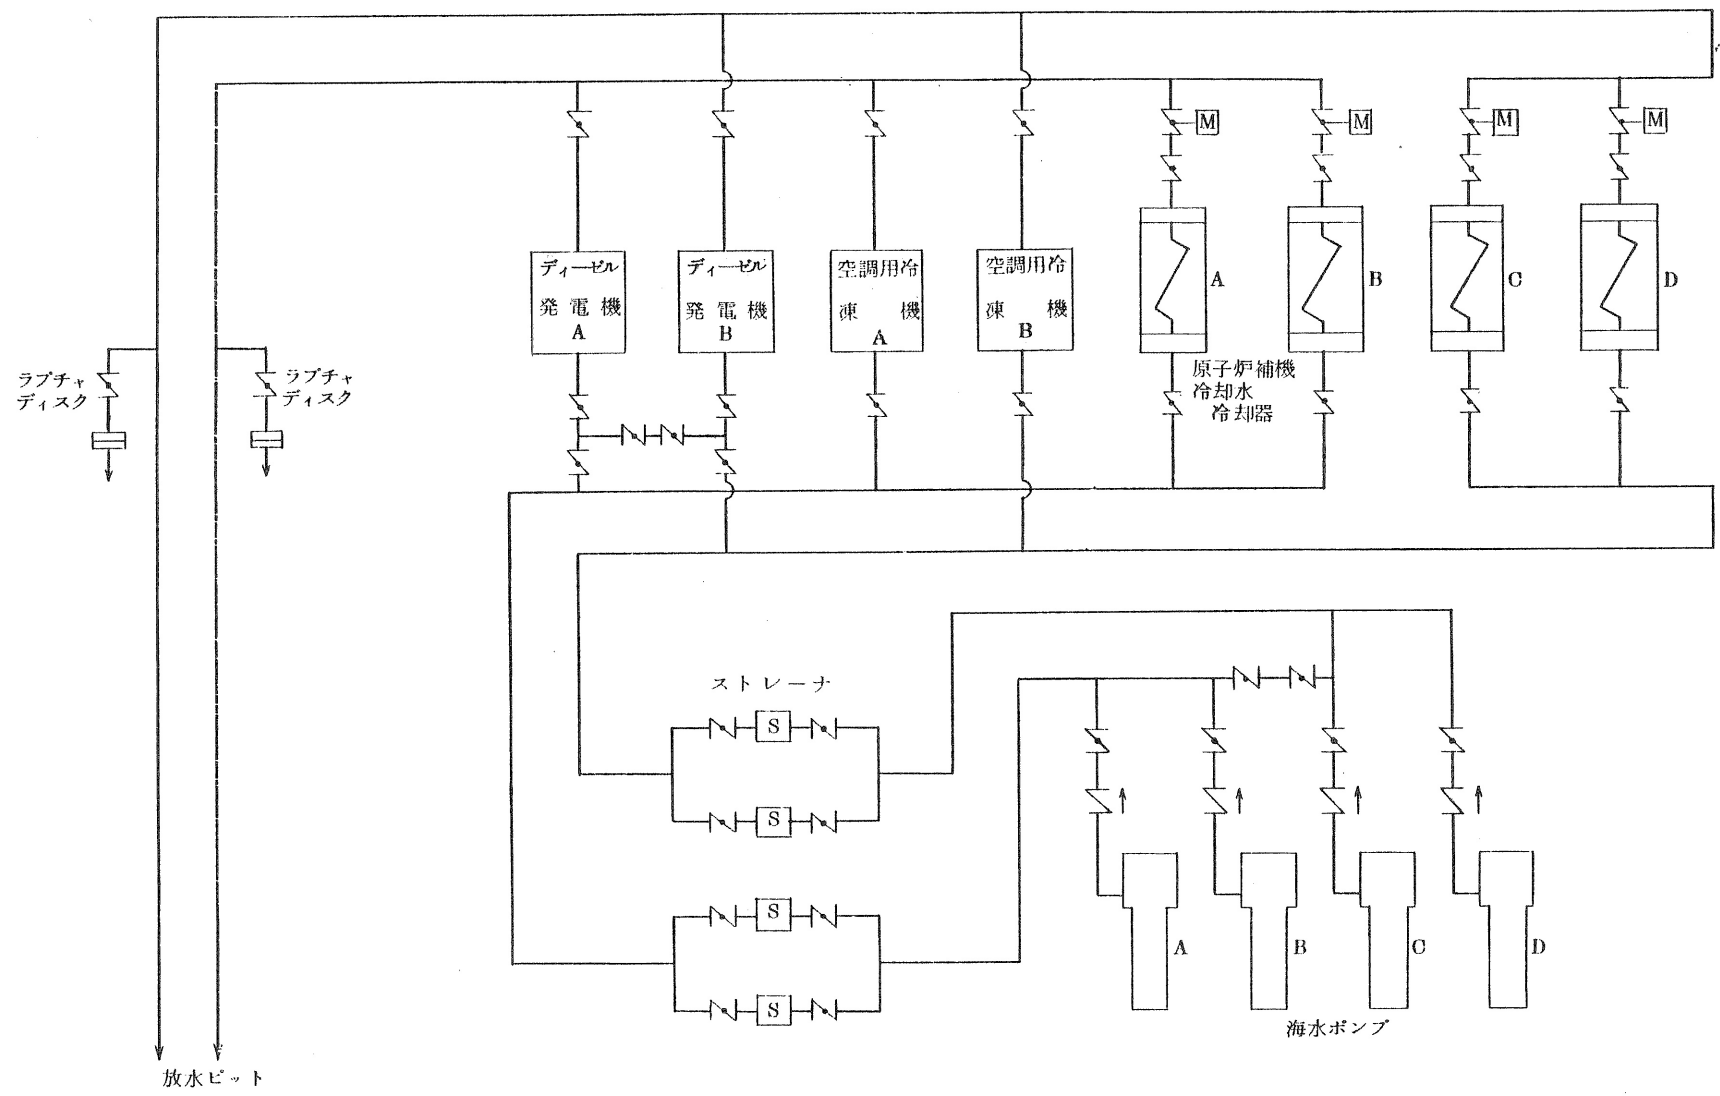 M
M
M
M
ディーゼル
発電機
A
ディーゼル
発電機
B
空調用冷
凍機
A
空調用冷
凍機
B
A
B
C
D
原子炉補機
冷却水
冷却器
ラプチャ
ディスク
ラプチャ
ディスク
ストレーナ
S
S
S
S
A
B
C
D
海水ポンプ
放水ピット